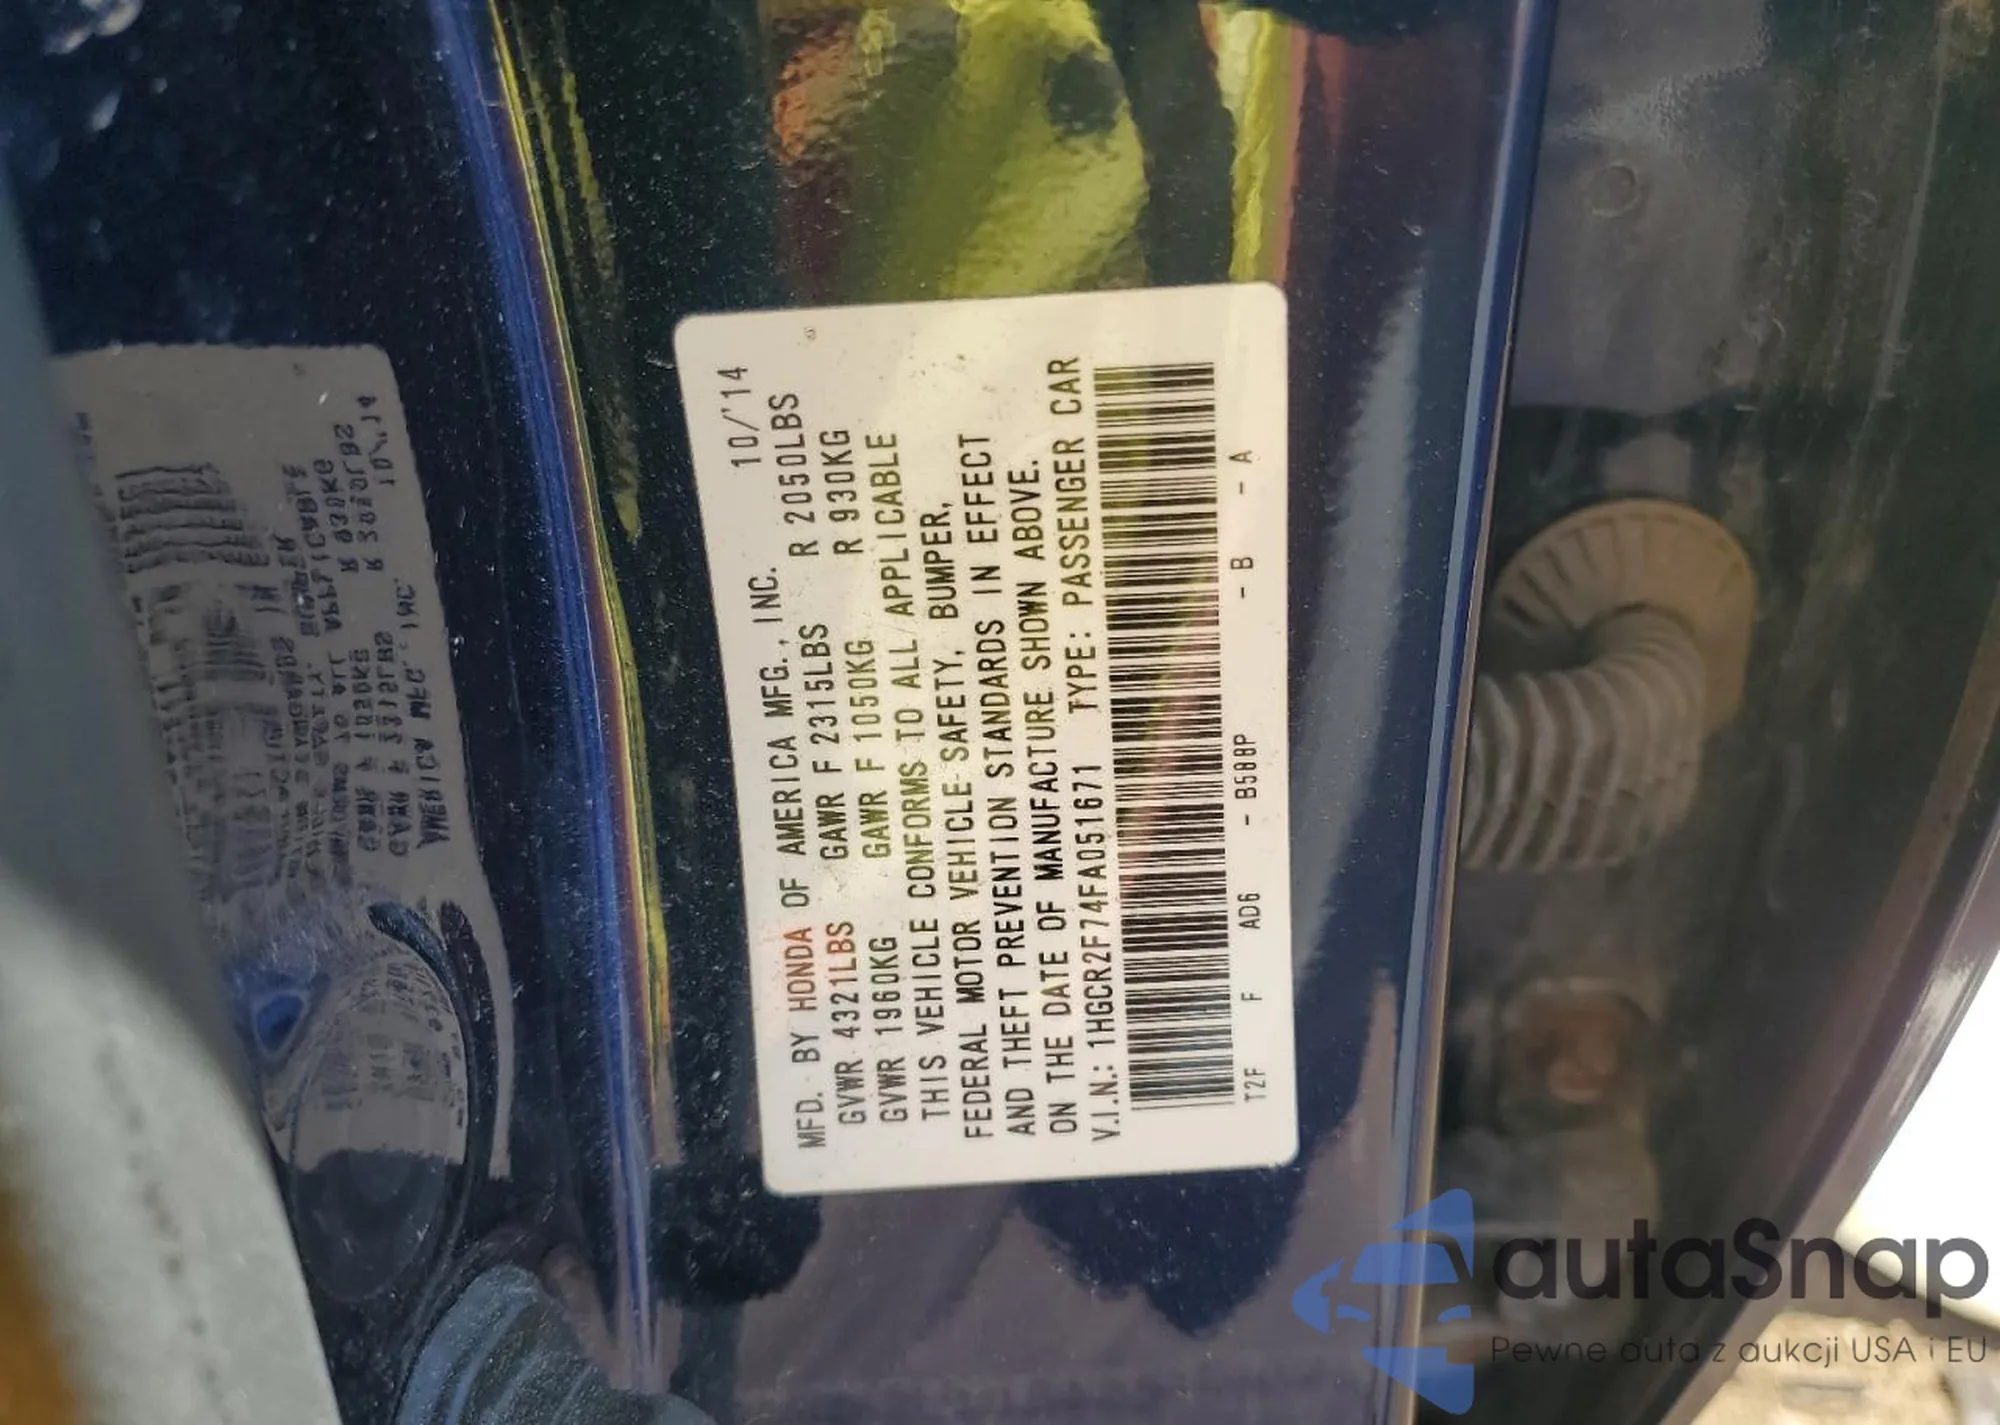 MFD. BY HONDA OF AMERICA MFG., INC. 10/'14
GVWR 4321LBS GAWR F 2315LBS R 2050LBS
GVWR 1960KG GAWR F 1050KG R 930KG
THIS VEHICLE CONFORMS TO ALL APPLICABLE
FEDERAL MOTOR VEHICLE SAFETY, BUMPER,
AND THEFT PREVENTION STANDARDS IN EFFECT
ON THE DATE OF MANUFACTURE SHOWN ABOVE.
V.I.N.: 1HGCR2F74FA051671 TYPE: PASSENGER CAR
T2F F AD6 - B588P - B - A
autaSnap
Pewne auta z aukcji USA i EU